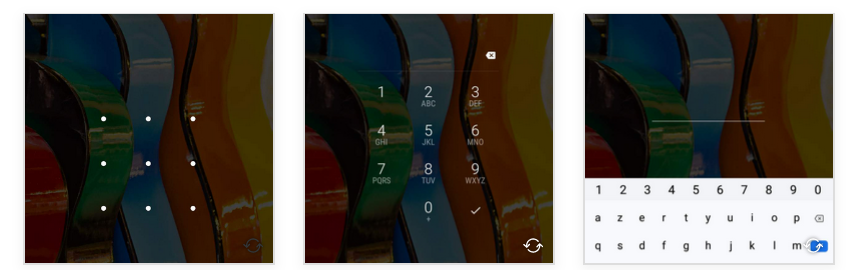 1 2 3
ABC DEF
4 5 6
GHI JKL MNO
7 8 9
PQRS TUV WXYZ
0
+
1 2 3 4 5 6 7 8 9 0
a z e r t y u i o p
q s d f g h j k l m